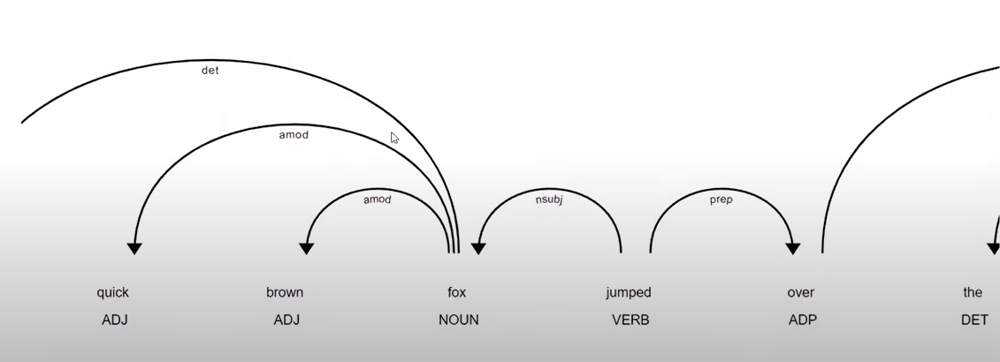 det
amod
amod nsubj prep
quick brown fox jumped over the
ADJ ADJ NOUN VERB ADP DET